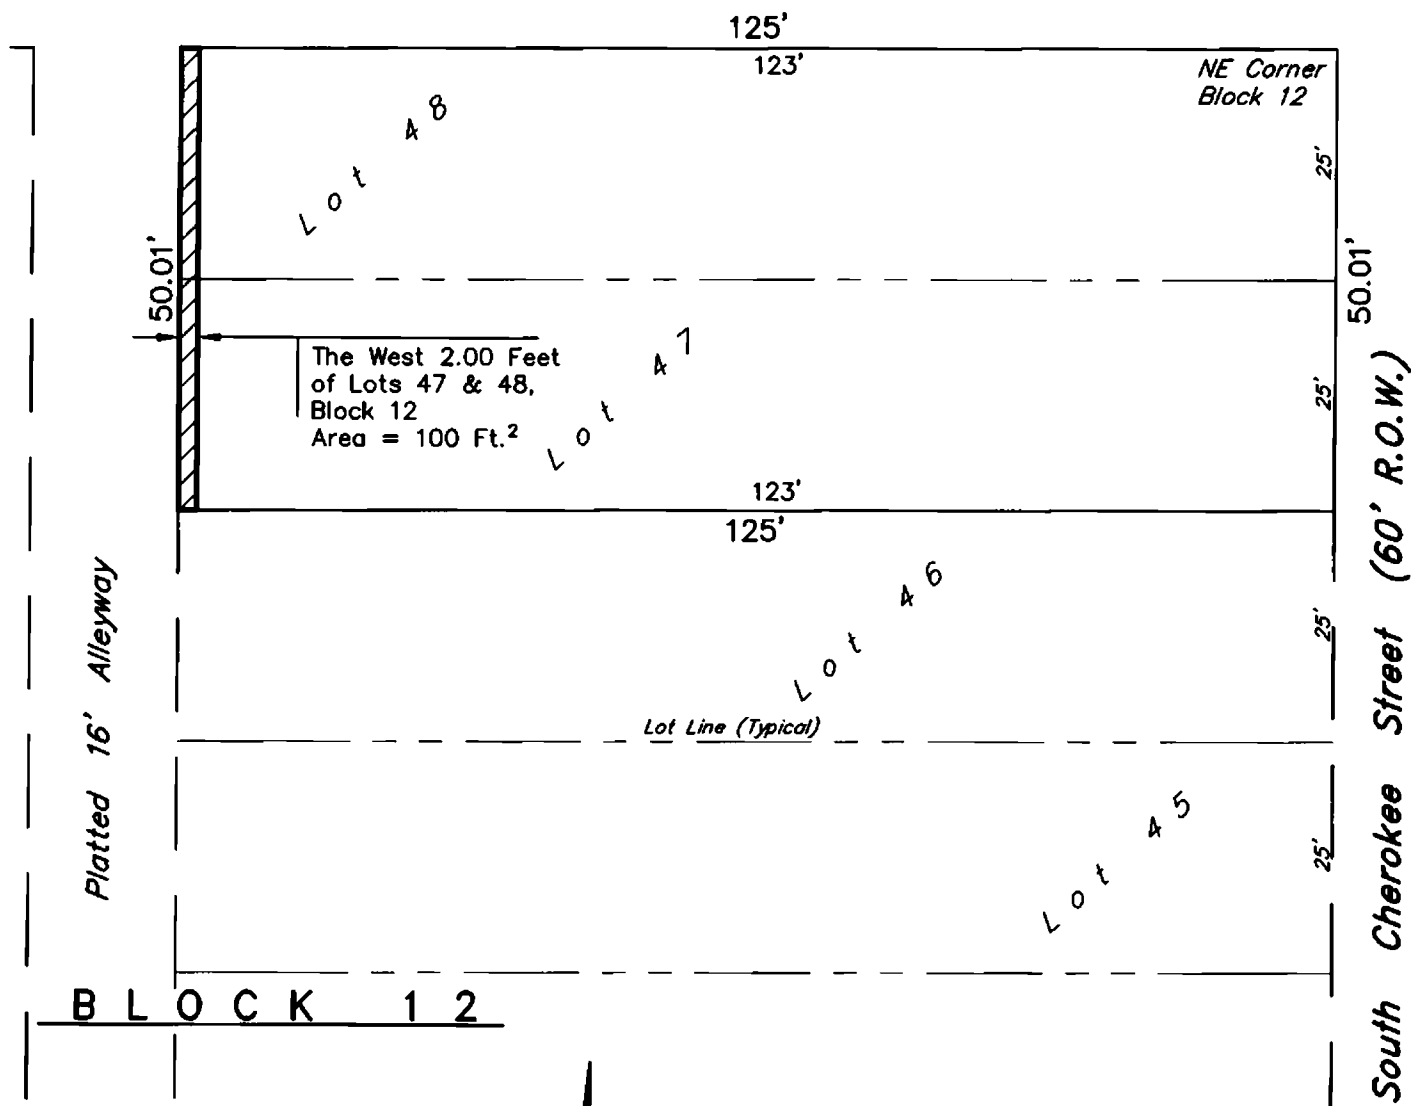 125'
123'
NE Corner
Block 12
Lot 48
25'
50.01'
50.01'
The West 2.00 Feet
of Lots 47 & 48,
Block 12
Area = 100 Ft.²
Lot 47
25'
123'
125'
Platted 16' Alleyway
Lot 46
25'
Lot Line (Typical)
Lot 45
25'
South Cherokee Street (60' R.O.W.)
BLOCK 12